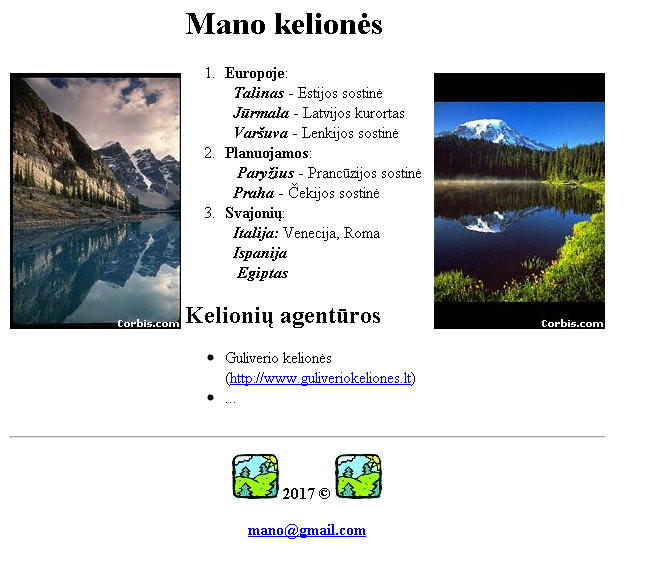 Mano kelionės
1. Europoje:
Talinas - Estijos sostinė
Jūrmala - Latvijos kurortas
Varšuva - Lenkijos sostinė
2. Planuojamos:
Paryžius - Prancūzijos sostinė
Praha - Čekijos sostinė
3. Svajonių:
Italija: Venecija, Roma
Ispanija
Egiptas
Corbis.com
Corbis.com
Kelionių agentūros
• Guliverio kelionės
(http://www.guliveriokeliones.lt)
• ...
2017 ©
mano@gmail.com